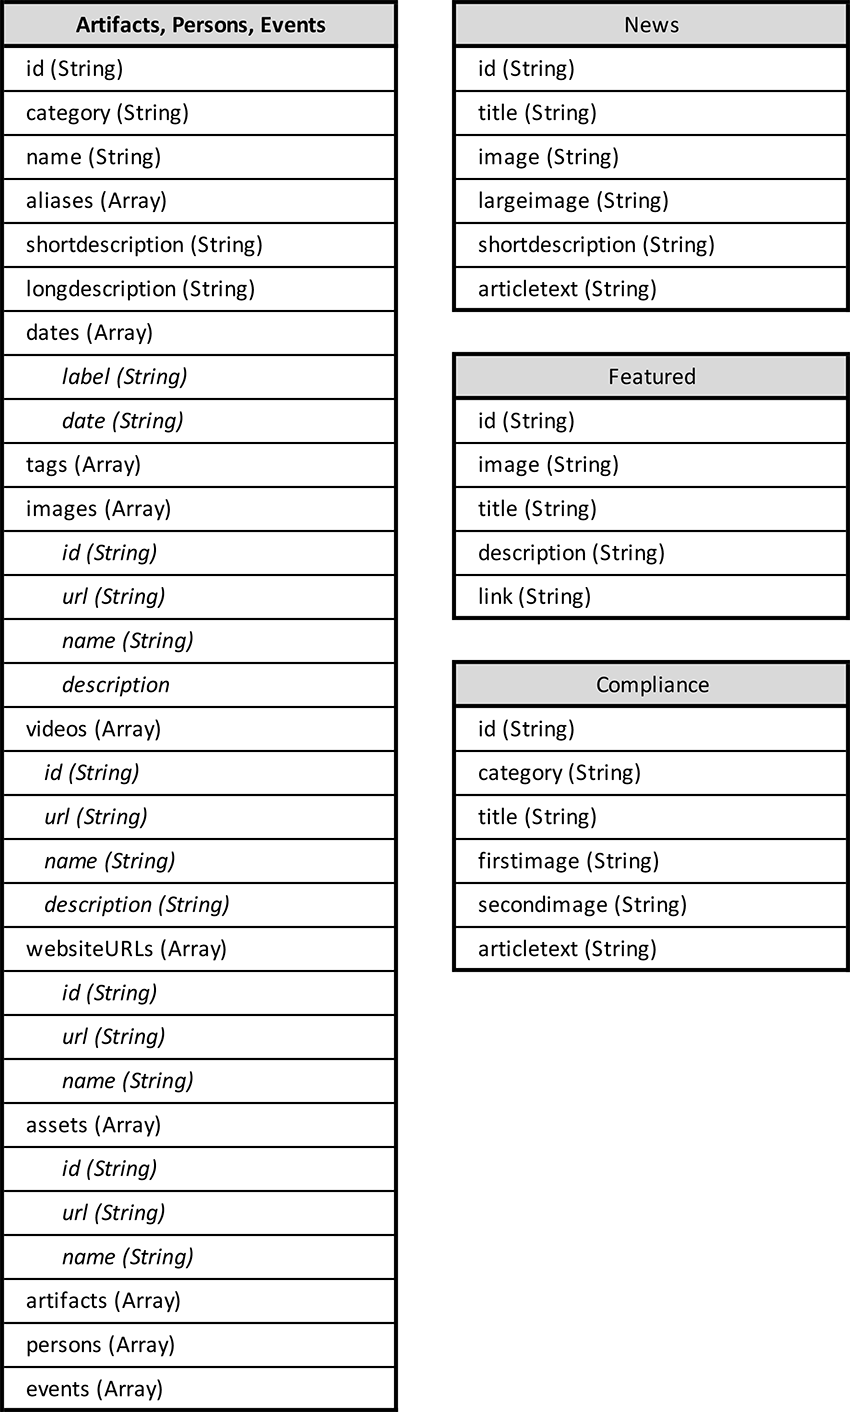 Artifacts, Persons, Events
id (String)
category (String)
name (String)
aliases (Array)
shortdescription (String)
longdescription (String)
dates (Array)
label (String)
date (String)
tags (Array)
images (Array)
id (String)
url (String)
name (String)
description
videos (Array)
id (String)
url (String)
name (String)
description (String)
websiteURLs (Array)
id (String)
url (String)
name (String)
assets (Array)
id (String)
url (String)
name (String)
artifacts (Array)
persons (Array)
events (Array)
News
id (String)
title (String)
image (String)
largeimage (String)
shortdescription (String)
articletext (String)
Featured
id (String)
image (String)
title (String)
description (String)
link (String)
Compliance
id (String)
category (String)
title (String)
firstimage (String)
secondimage (String)
articletext (String)